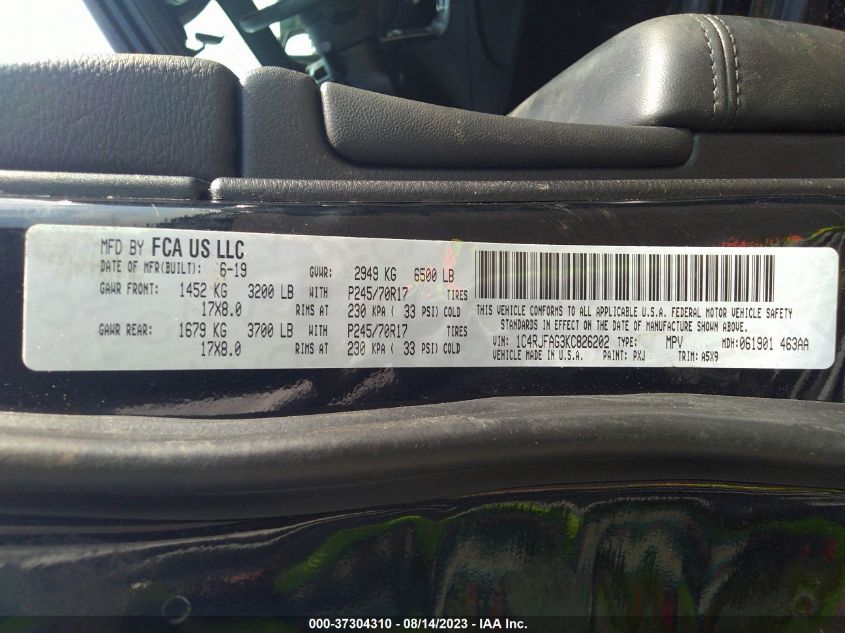 MFD BY FCA US LLC
DATE OF MFR(BUILT): 6-19 GVWR: 2949 KG 6500 LB
GAWR FRONT: 1452 KG 3200 LB WITH P245/70R17 TIRES
17X8.0 RIMS AT 230 KPA ( 33 PSI) COLD
GAWR REAR: 1679 KG 3700 LB WITH P245/70R17 TIRES
17X8.0 RIMS AT 230 KPA ( 33 PSI) COLD
THIS VEHICLE CONFORMS TO ALL APPLICABLE U.S.A. FEDERAL MOTOR VEHICLE SAFETY
STANDARDS IN EFFECT ON THE DATE OF MANUFACTURE SHOWN ABOVE.
VIN: 1C4RJFAG3KC826202 TYPE: MPV MDH: 061901 463AA
VEHICLE MADE IN U.S.A. PAINT: PXJ TRIM: A5X9
000-37304310 - 08/14/2023 - IAA Inc.